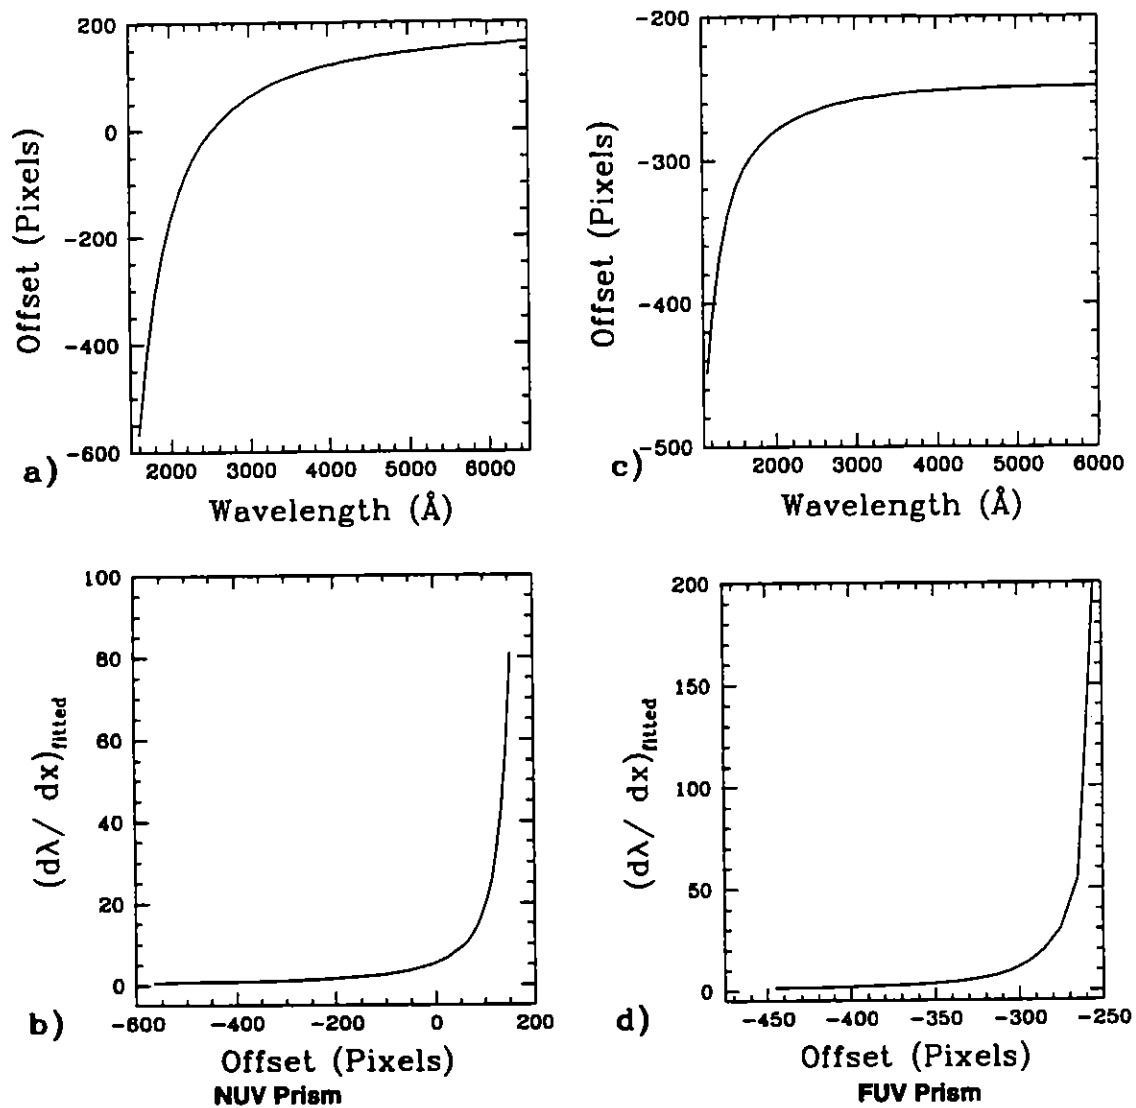 200
0
-200
-400
-600
Offset (Pixels)
2000 3000 4000 5000 6000
a)
Wavelength (Å)
-200
-300
-400
-500
Offset (Pixels)
2000 3000 4000 5000 6000
c)
Wavelength (Å)
100
80
60
40
20
0
(dλ/ dx)fitted
-600 -400 -200 0 200
b)
Offset (Pixels)
NUV Prism
200
150
100
50
0
(dλ/ dx)fitted
-450 -400 -350 -300 -250
d)
Offset (Pixels)
FUV Prism